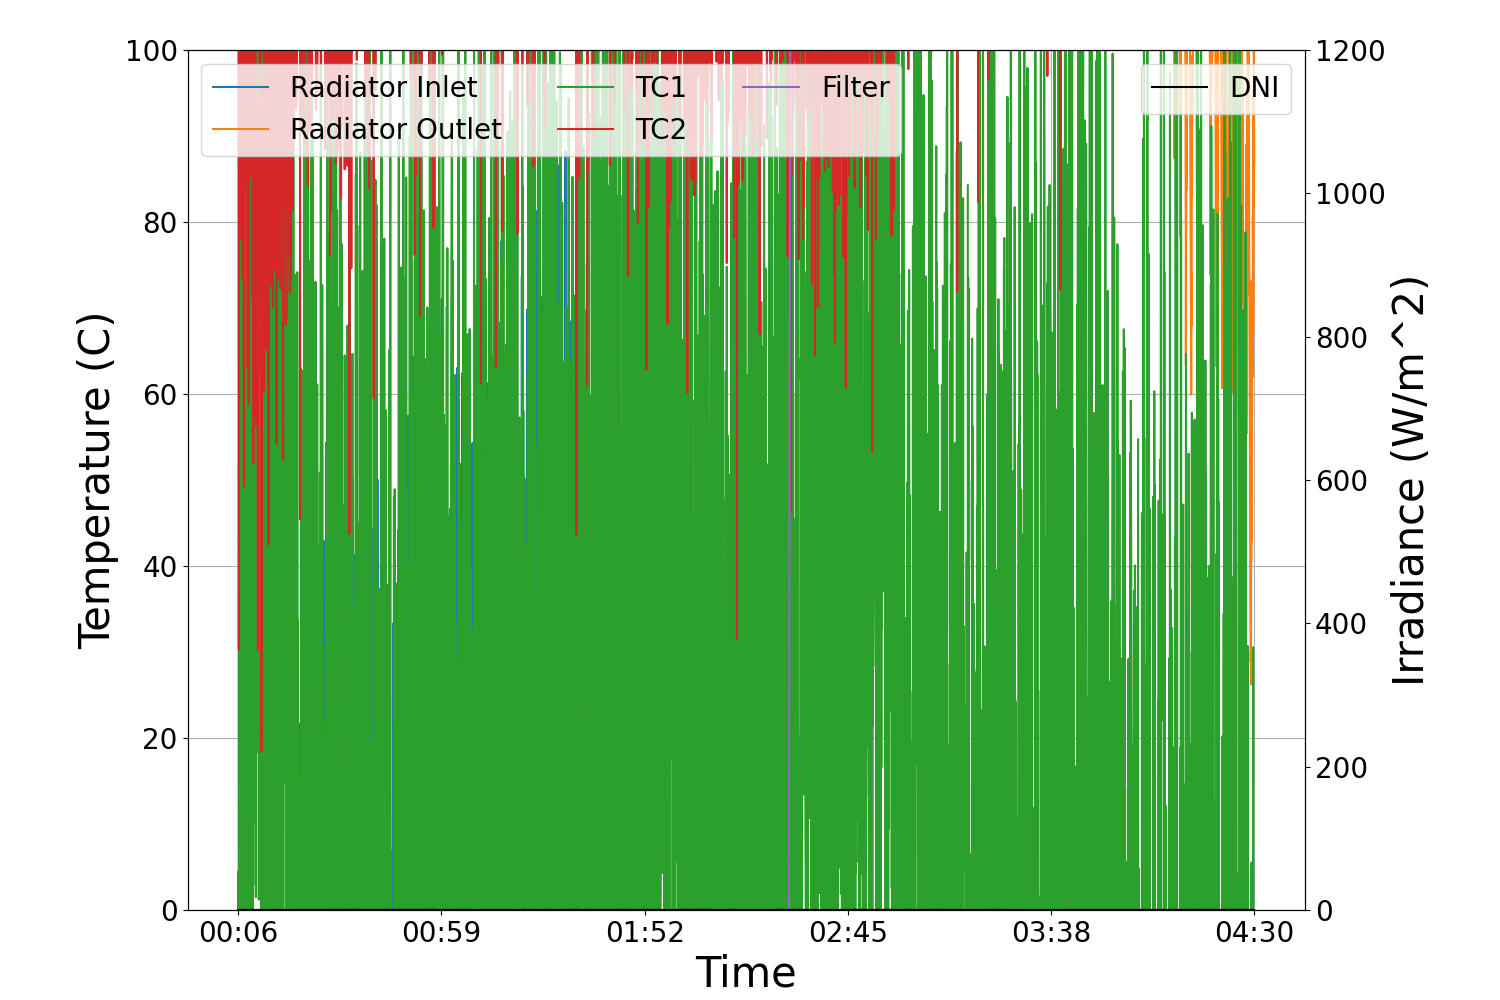 Radiator Inlet
Radiator Outlet
TC1
TC2
Filter
DNI
Temperature (C)
100
80
60
40
20
0
Irradiance (W/m^2)
1200
1000
800
600
400
200
0
00:06 00:59 01:52 02:45 03:38 04:30
Time